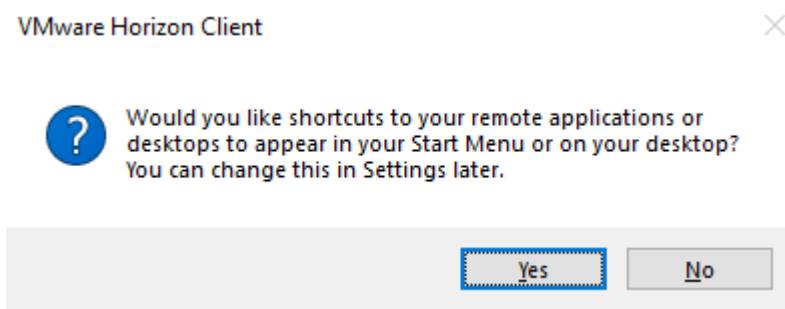 VMware Horizon Client
?
Would you like shortcuts to your remote applications or
desktops to appear in your Start Menu or on your desktop?
You can change this in Settings later.
Yes
No